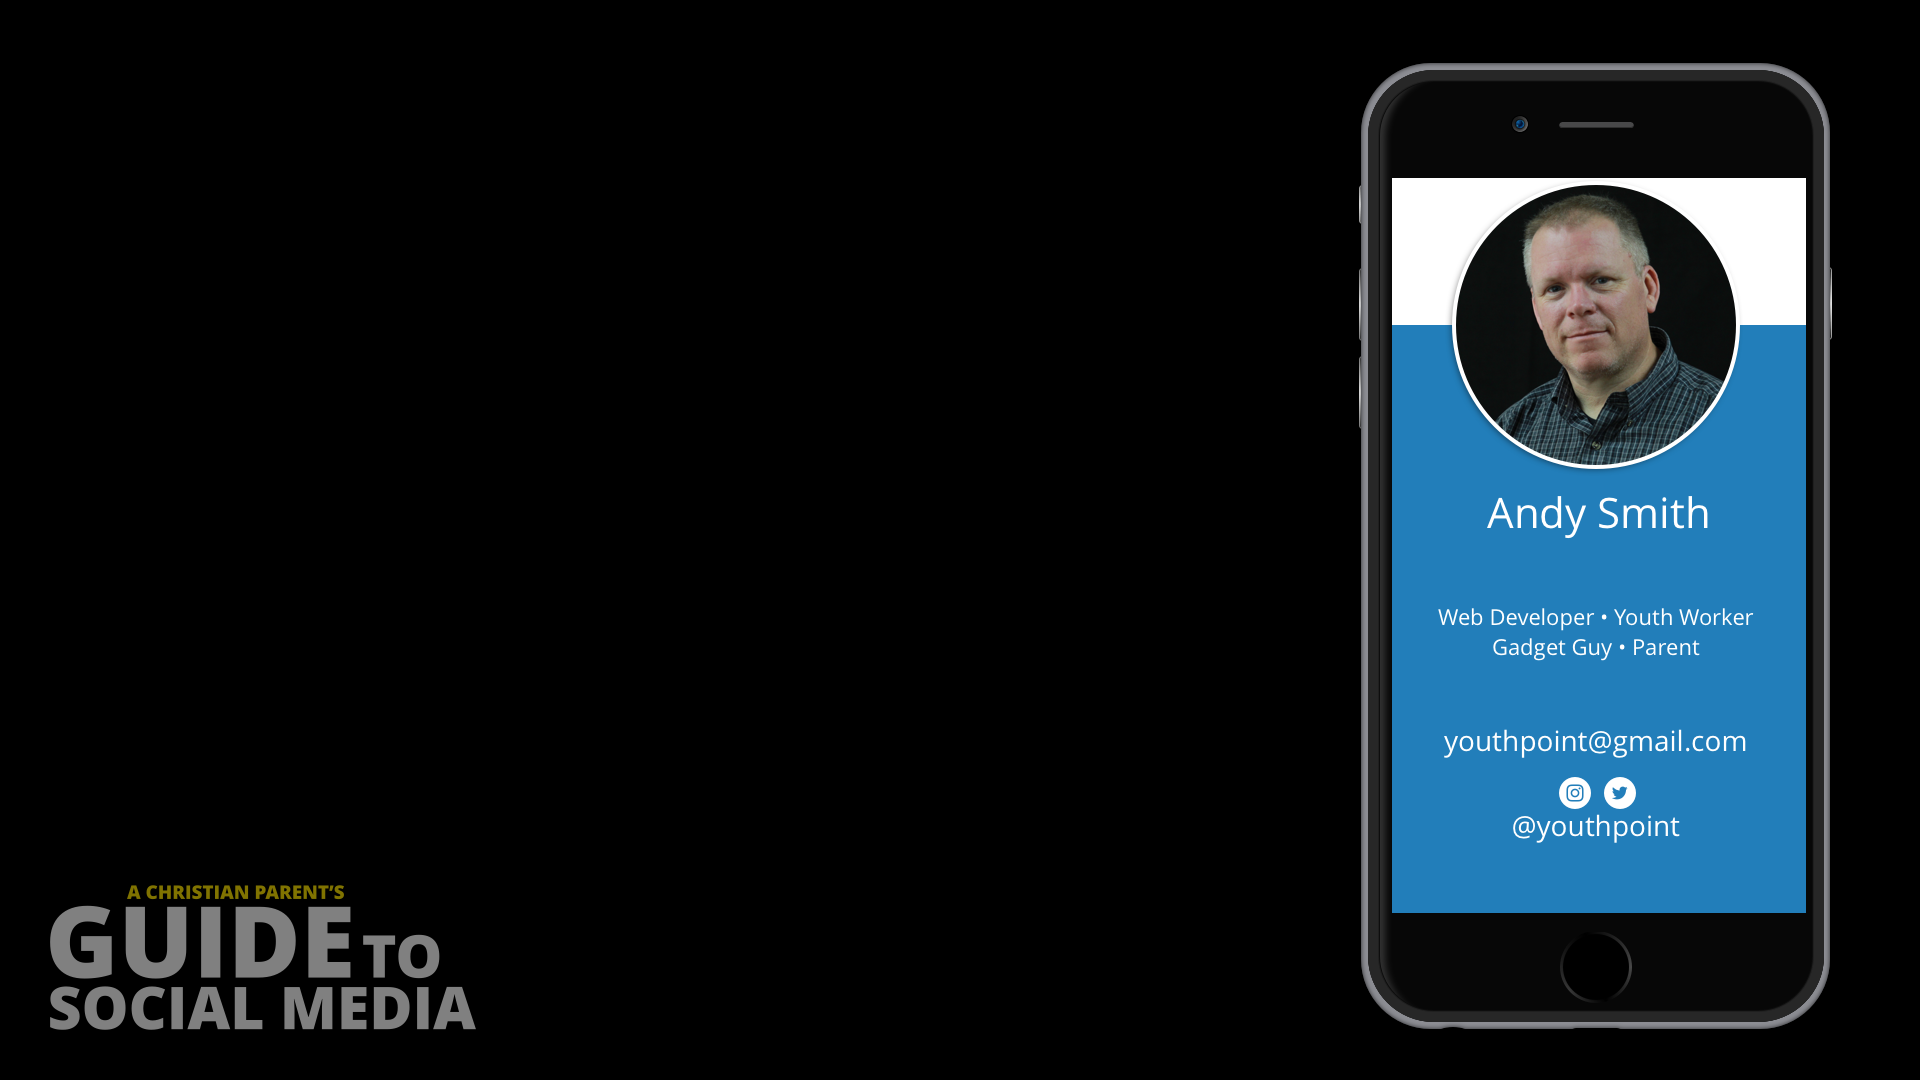 Andy Smith
Web Developer • Youth Worker
Gadget Guy • Parent
youthpoint@gmail.com
@youthpoint
A CHRISTIAN PARENT’S
GUIDE TO
SOCIAL MEDIA